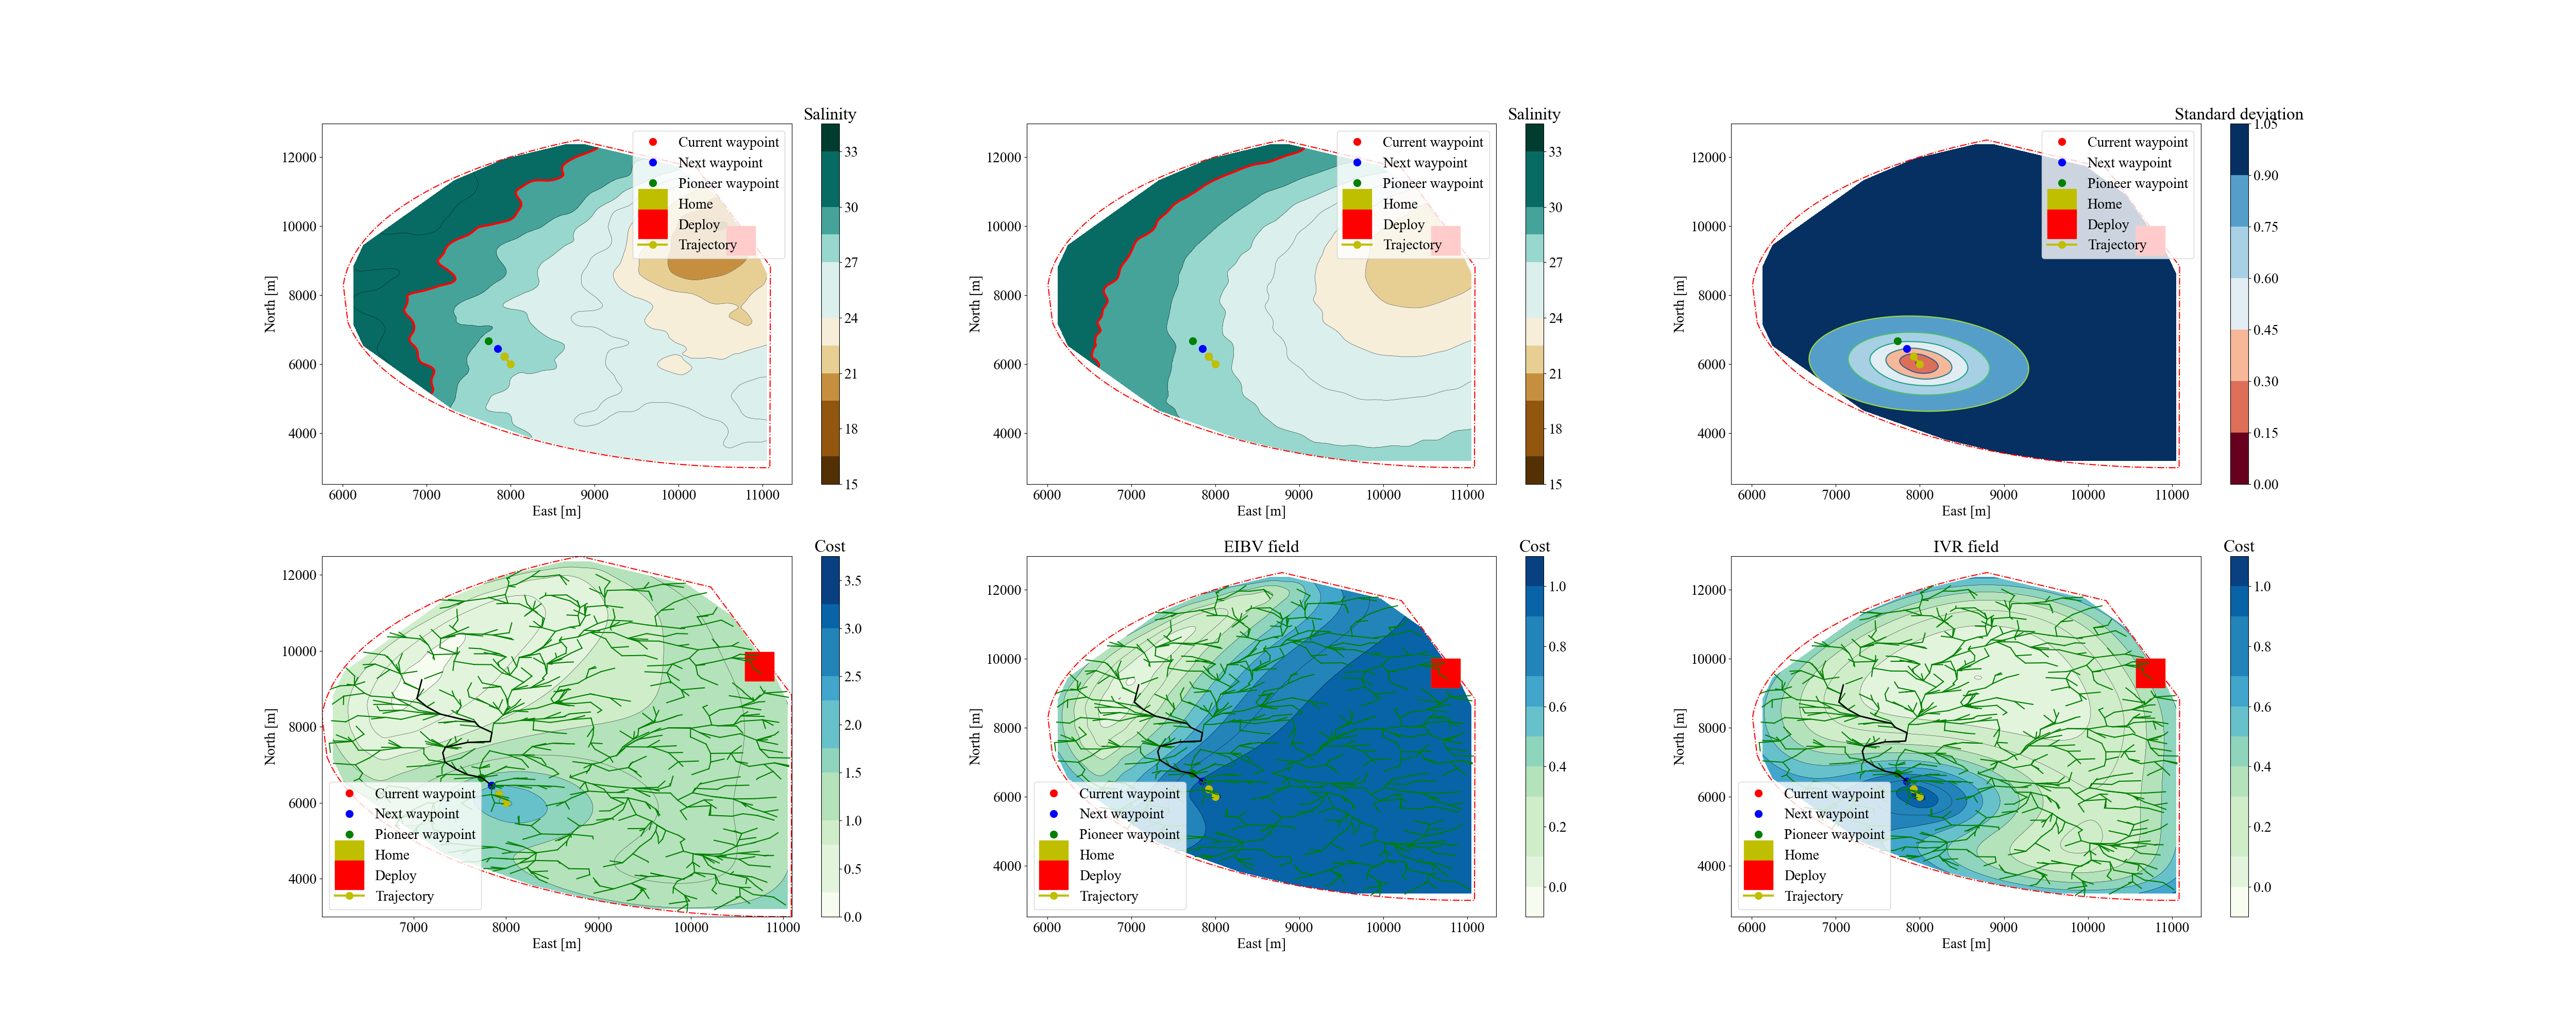 Salinity
Current waypoint
Next waypoint
Pioneer waypoint
Home
Deploy
Trajectory
12000
10000
8000
6000
4000
North [m]
6000 7000 8000 9000 10000 11000
East [m]
33
30
27
24
21
18
15
Salinity
Current waypoint
Next waypoint
Pioneer waypoint
Home
Deploy
Trajectory
12000
10000
8000
6000
4000
North [m]
6000 7000 8000 9000 10000 11000
East [m]
33
30
27
24
21
18
15
Standard deviation
Current waypoint
Next waypoint
Pioneer waypoint
Home
Deploy
Trajectory
12000
10000
8000
6000
4000
North [m]
6000 7000 8000 9000 10000 11000
East [m]
1.05
0.90
0.75
0.60
0.45
0.30
0.15
0.00
Cost
12000
10000
8000
6000
4000
North [m]
Current waypoint
Next waypoint
Pioneer waypoint
Home
Deploy
Trajectory
7000 8000 9000 10000 11000
East [m]
3.5
3.0
2.5
2.0
1.5
1.0
0.5
0.0
EIBV field
Cost
12000
10000
8000
6000
4000
North [m]
Current waypoint
Next waypoint
Pioneer waypoint
Home
Deploy
Trajectory
6000 7000 8000 9000 10000 11000
East [m]
1.0
0.8
0.6
0.4
0.2
0.0
IVR field
Cost
12000
10000
8000
6000
4000
North [m]
Current waypoint
Next waypoint
Pioneer waypoint
Home
Deploy
Trajectory
6000 7000 8000 9000 10000 11000
East [m]
1.0
0.8
0.6
0.4
0.2
0.0